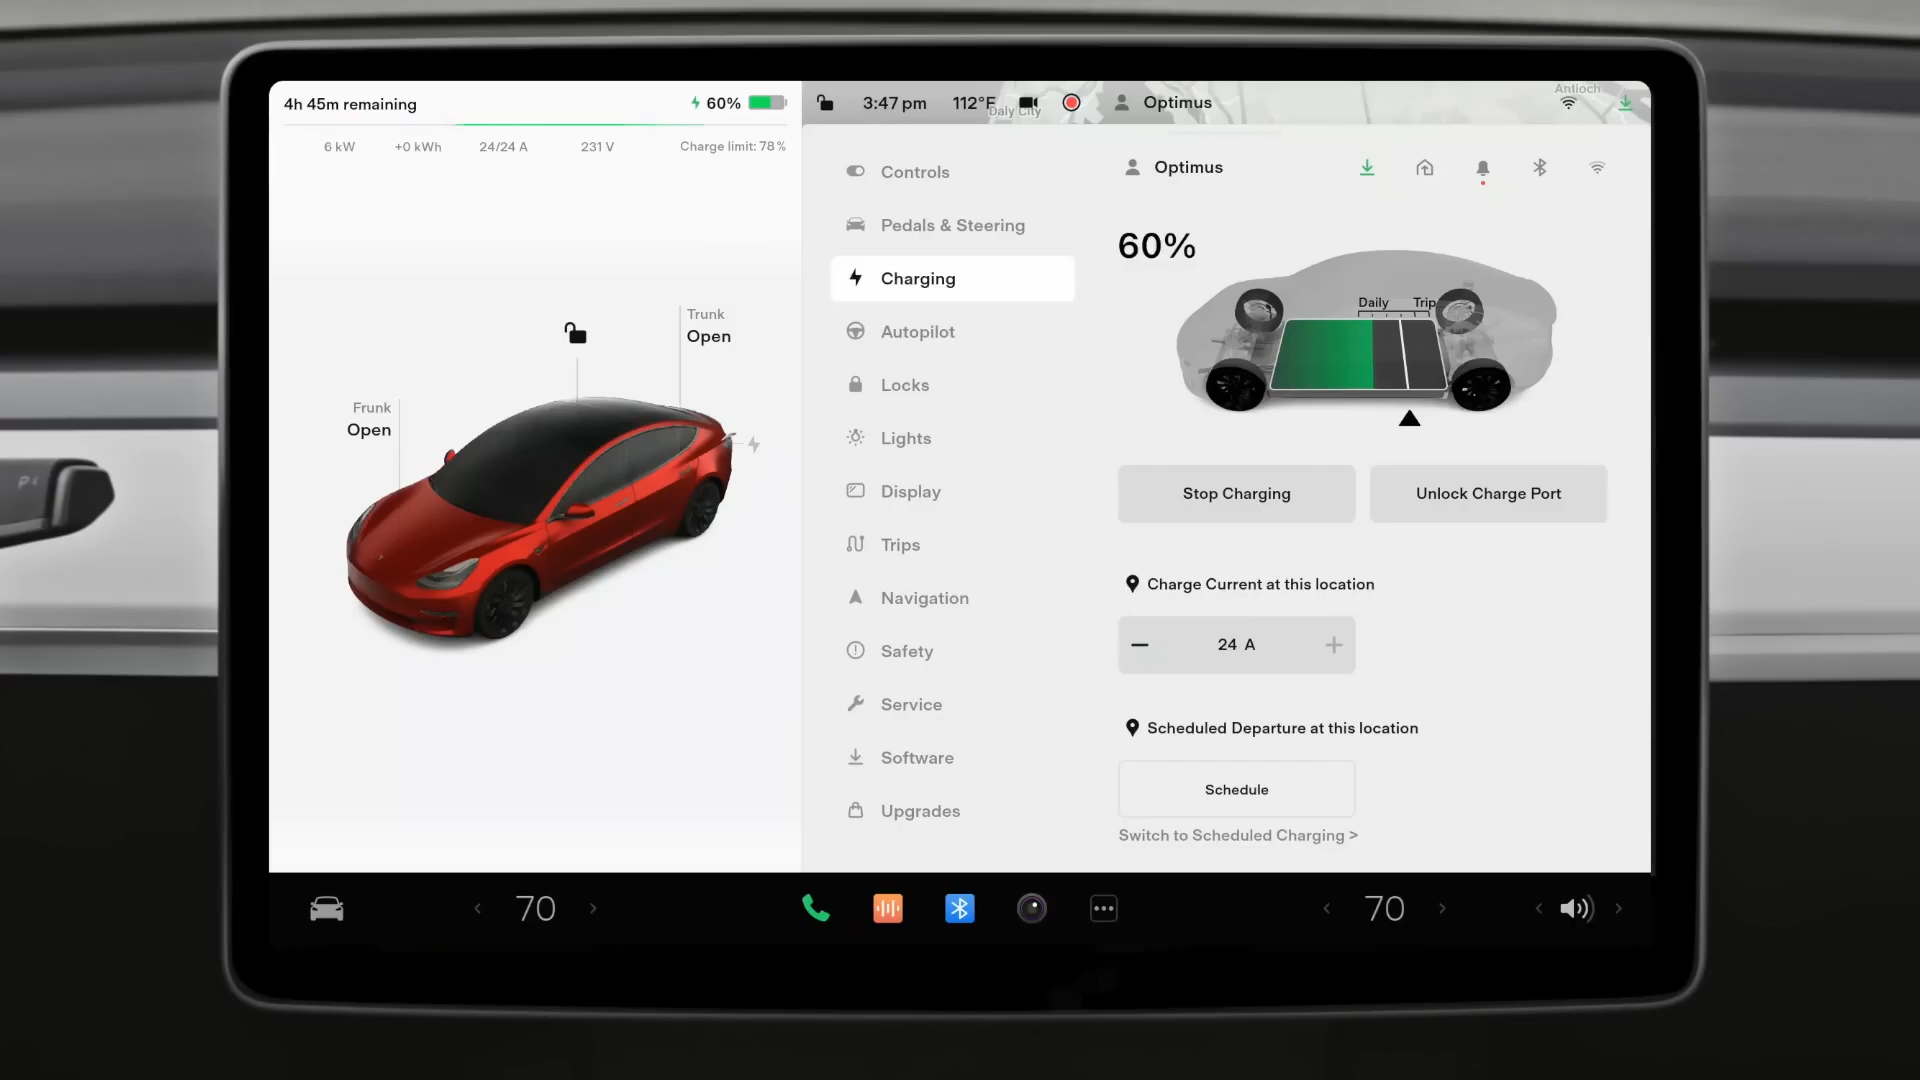 4h 45m remaining
60%
6 kW
+0 kWh
24/24 A
231 V
Charge limit: 78%
Trunk
Open
Frunk
Open
3:47 pm
112°F
Daly City
Optimus
Antioch
Controls
Pedals & Steering
Charging
Autopilot
Locks
Lights
Display
Trips
Navigation
Safety
Service
Software
Upgrades
Optimus
60%
Daily
Trip
Stop Charging
Unlock Charge Port
Charge Current at this location
24 A
Scheduled Departure at this location
Schedule
Switch to Scheduled Charging >
70
70
P